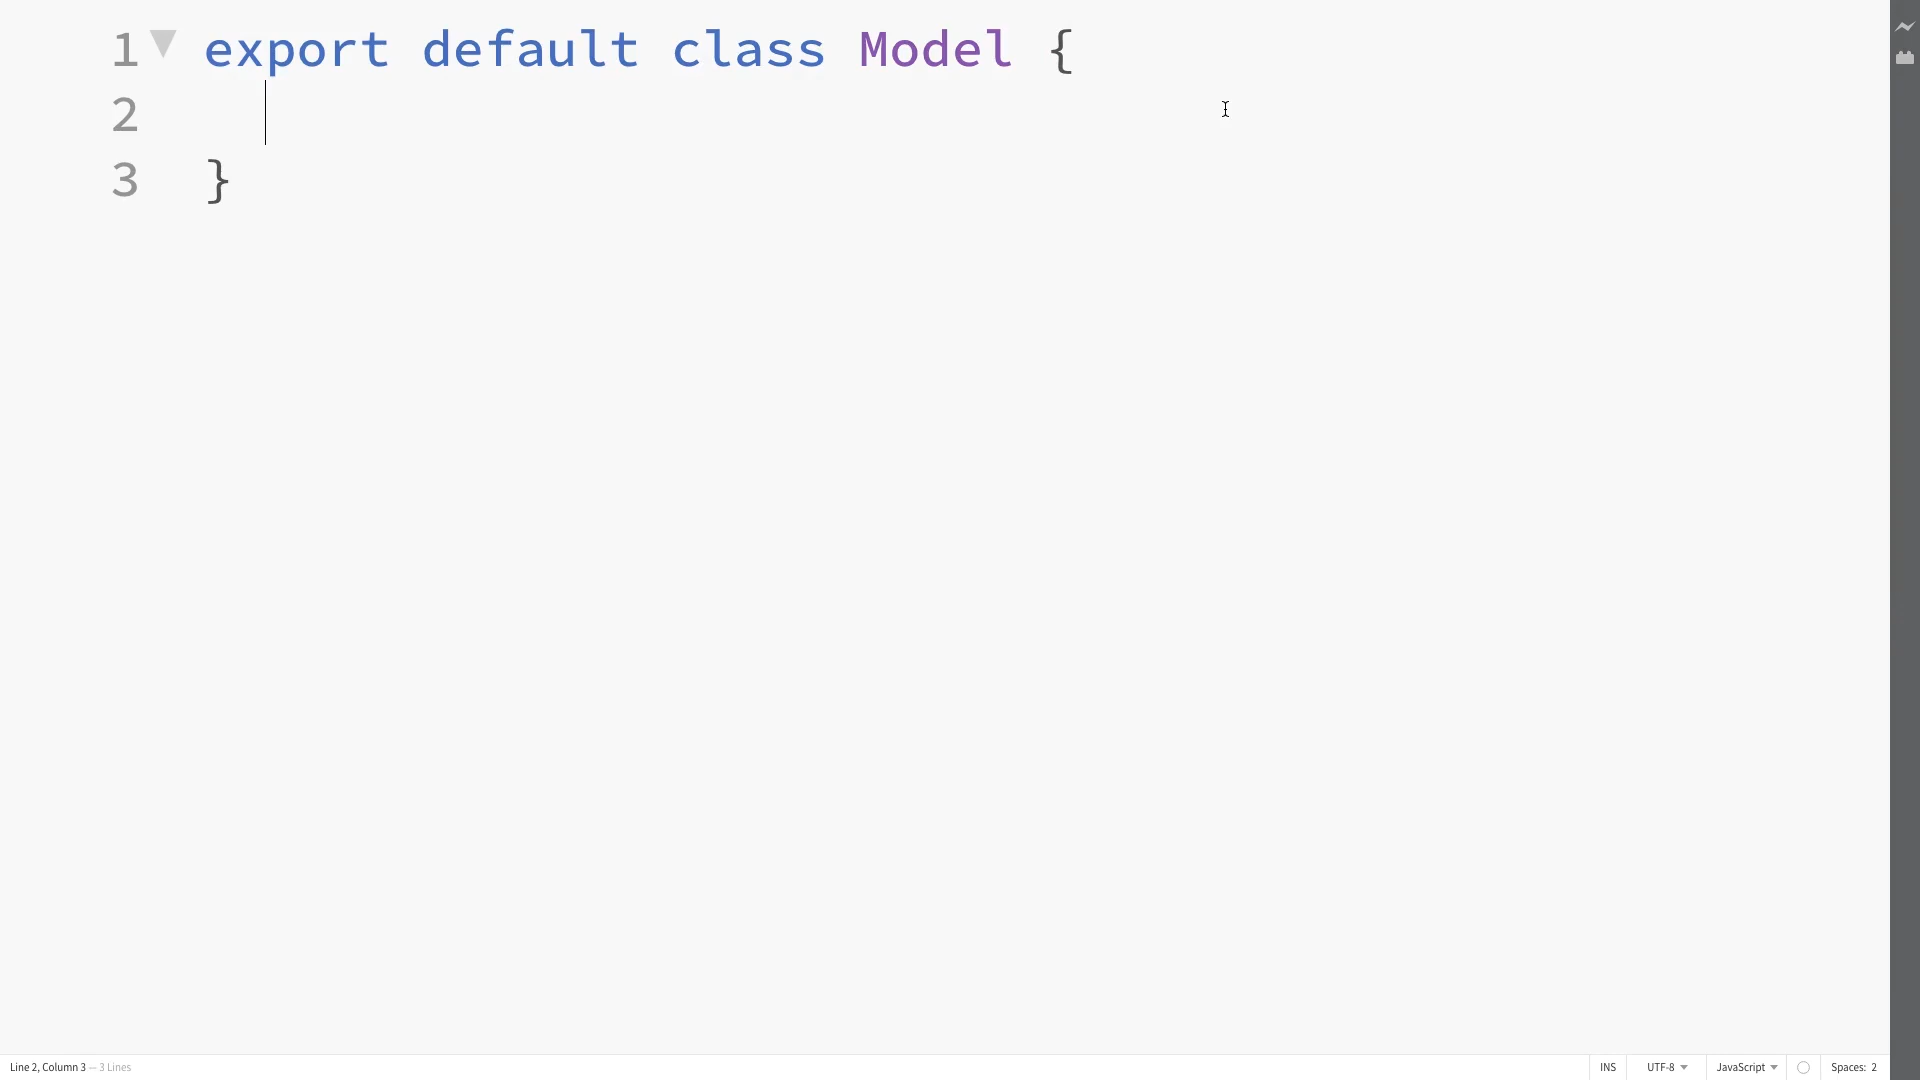 1 export default class Model {
2
3 }
Line 2, Column 3 — 3 Lines
INS UTF-8 JavaScript Spaces: 2